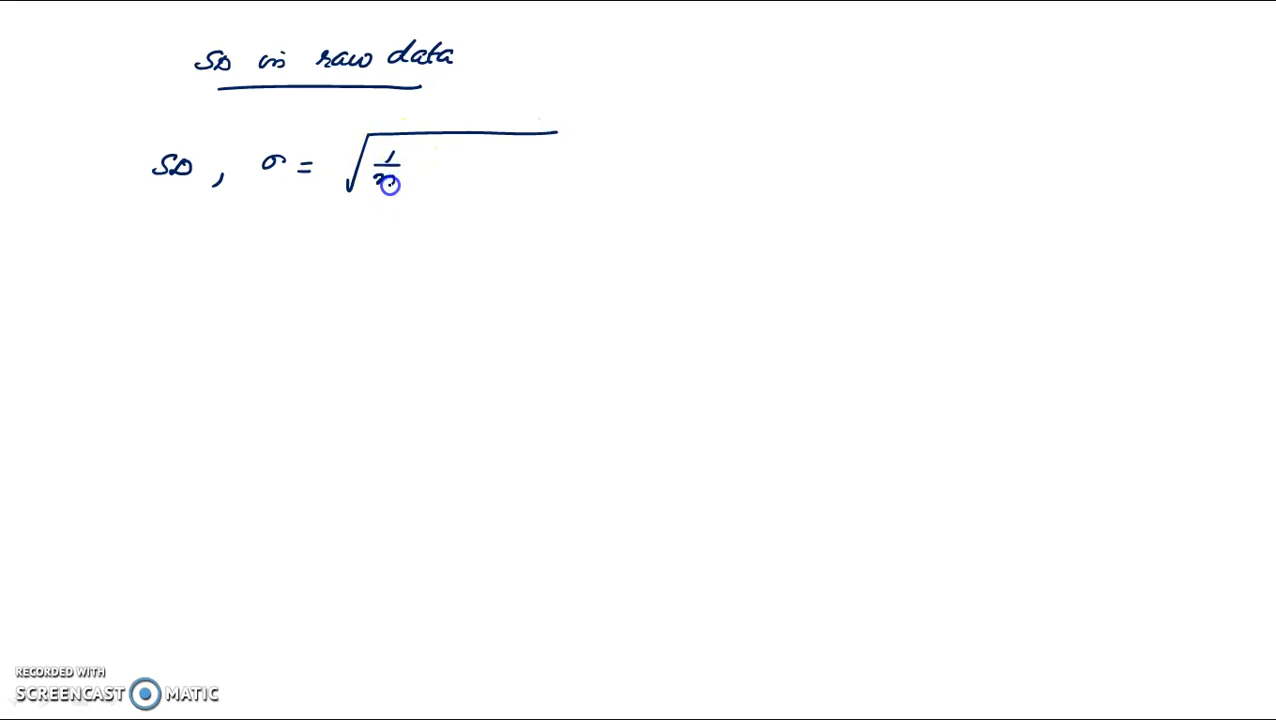 SD in raw data
SD, σ = √ 1/n
RECORDED WITH
SCREENCAST MATIC